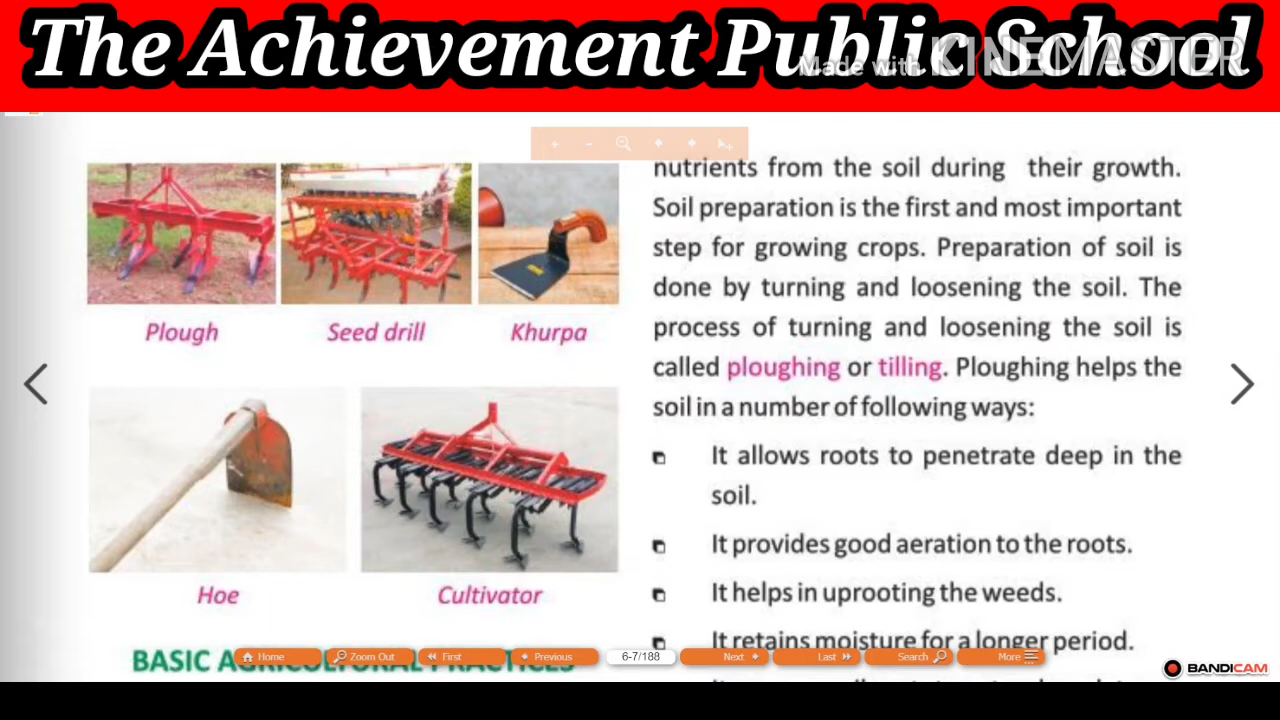 The Achievement Public School
Made with KINEMASTER
nutrients from the soil during their growth.
Soil preparation is the first and most important
step for growing crops. Preparation of soil is
done by turning and loosening the soil. The
process of turning and loosening the soil is
called ploughing or tilling. Ploughing helps the
soil in a number of following ways:
It allows roots to penetrate deep in the
soil.
It provides good aeration to the roots.
It helps in uprooting the weeds.
It retains moisture for a longer period.
Plough Seed drill Khurpa
Hoe Cultivator
BASIC AGRICULTURAL PRACTICES
Home Zoom Out First Previous 6-7/188 Next Last Search More
BANDICAM